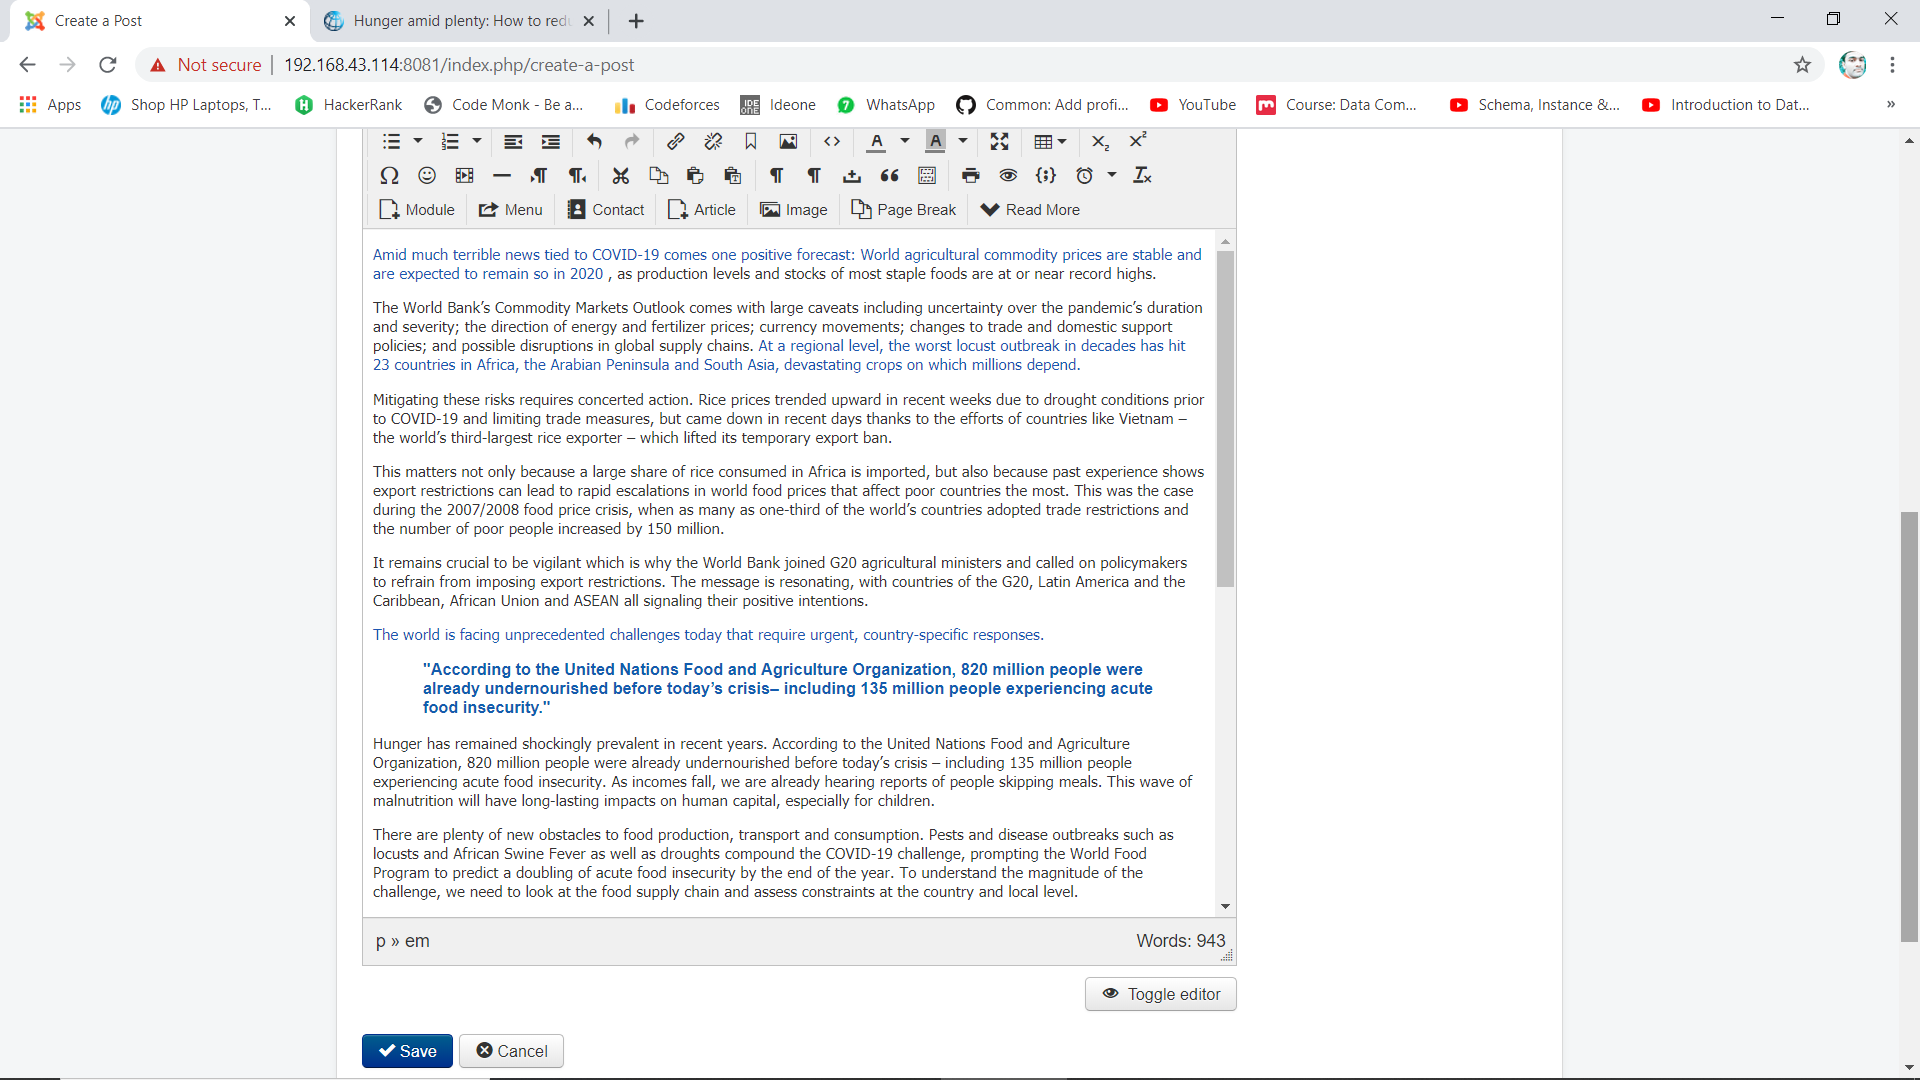 Create a Post
Hunger amid plenty: How to redu
Not secure
192.168.43.114:8081/index.php/create-a-post
Apps
Shop HP Laptops, T...
HackerRank
Code Monk - Be a...
Codeforces
Ideone
WhatsApp
Common: Add profi...
YouTube
Course: Data Com...
Schema, Instance &...
Introduction to Dat...
»
Module
Menu
Contact
Article
Image
Page Break
Read More
Amid much terrible news tied to COVID-19 comes one positive forecast: World agricultural commodity prices are stable and
are expected to remain so in 2020 , as production levels and stocks of most staple foods are at or near record highs.
The World Bank’s Commodity Markets Outlook comes with large caveats including uncertainty over the pandemic’s duration
and severity; the direction of energy and fertilizer prices; currency movements; changes to trade and domestic support
policies; and possible disruptions in global supply chains. At a regional level, the worst locust outbreak in decades has hit
23 countries in Africa, the Arabian Peninsula and South Asia, devastating crops on which millions depend.
Mitigating these risks requires concerted action. Rice prices trended upward in recent weeks due to drought conditions prior
to COVID-19 and limiting trade measures, but came down in recent days thanks to the efforts of countries like Vietnam –
the world’s third-largest rice exporter – which lifted its temporary export ban.
This matters not only because a large share of rice consumed in Africa is imported, but also because past experience shows
export restrictions can lead to rapid escalations in world food prices that affect poor countries the most. This was the case
during the 2007/2008 food price crisis, when as many as one-third of the world’s countries adopted trade restrictions and
the number of poor people increased by 150 million.
It remains crucial to be vigilant which is why the World Bank joined G20 agricultural ministers and called on policymakers
to refrain from imposing export restrictions. The message is resonating, with countries of the G20, Latin America and the
Caribbean, African Union and ASEAN all signaling their positive intentions.
The world is facing unprecedented challenges today that require urgent, country-specific responses.
"According to the United Nations Food and Agriculture Organization, 820 million people were
already undernourished before today’s crisis– including 135 million people experiencing acute
food insecurity."
Hunger has remained shockingly prevalent in recent years. According to the United Nations Food and Agriculture
Organization, 820 million people were already undernourished before today’s crisis – including 135 million people
experiencing acute food insecurity. As incomes fall, we are already hearing reports of people skipping meals. This wave of
malnutrition will have long-lasting impacts on human capital, especially for children.
There are plenty of new obstacles to food production, transport and consumption. Pests and disease outbreaks such as
locusts and African Swine Fever as well as droughts compound the COVID-19 challenge, prompting the World Food
Program to predict a doubling of acute food insecurity by the end of the year. To understand the magnitude of the
challenge, we need to look at the food supply chain and assess constraints at the country and local level.
p » em
Words: 943
Toggle editor
Save
Cancel